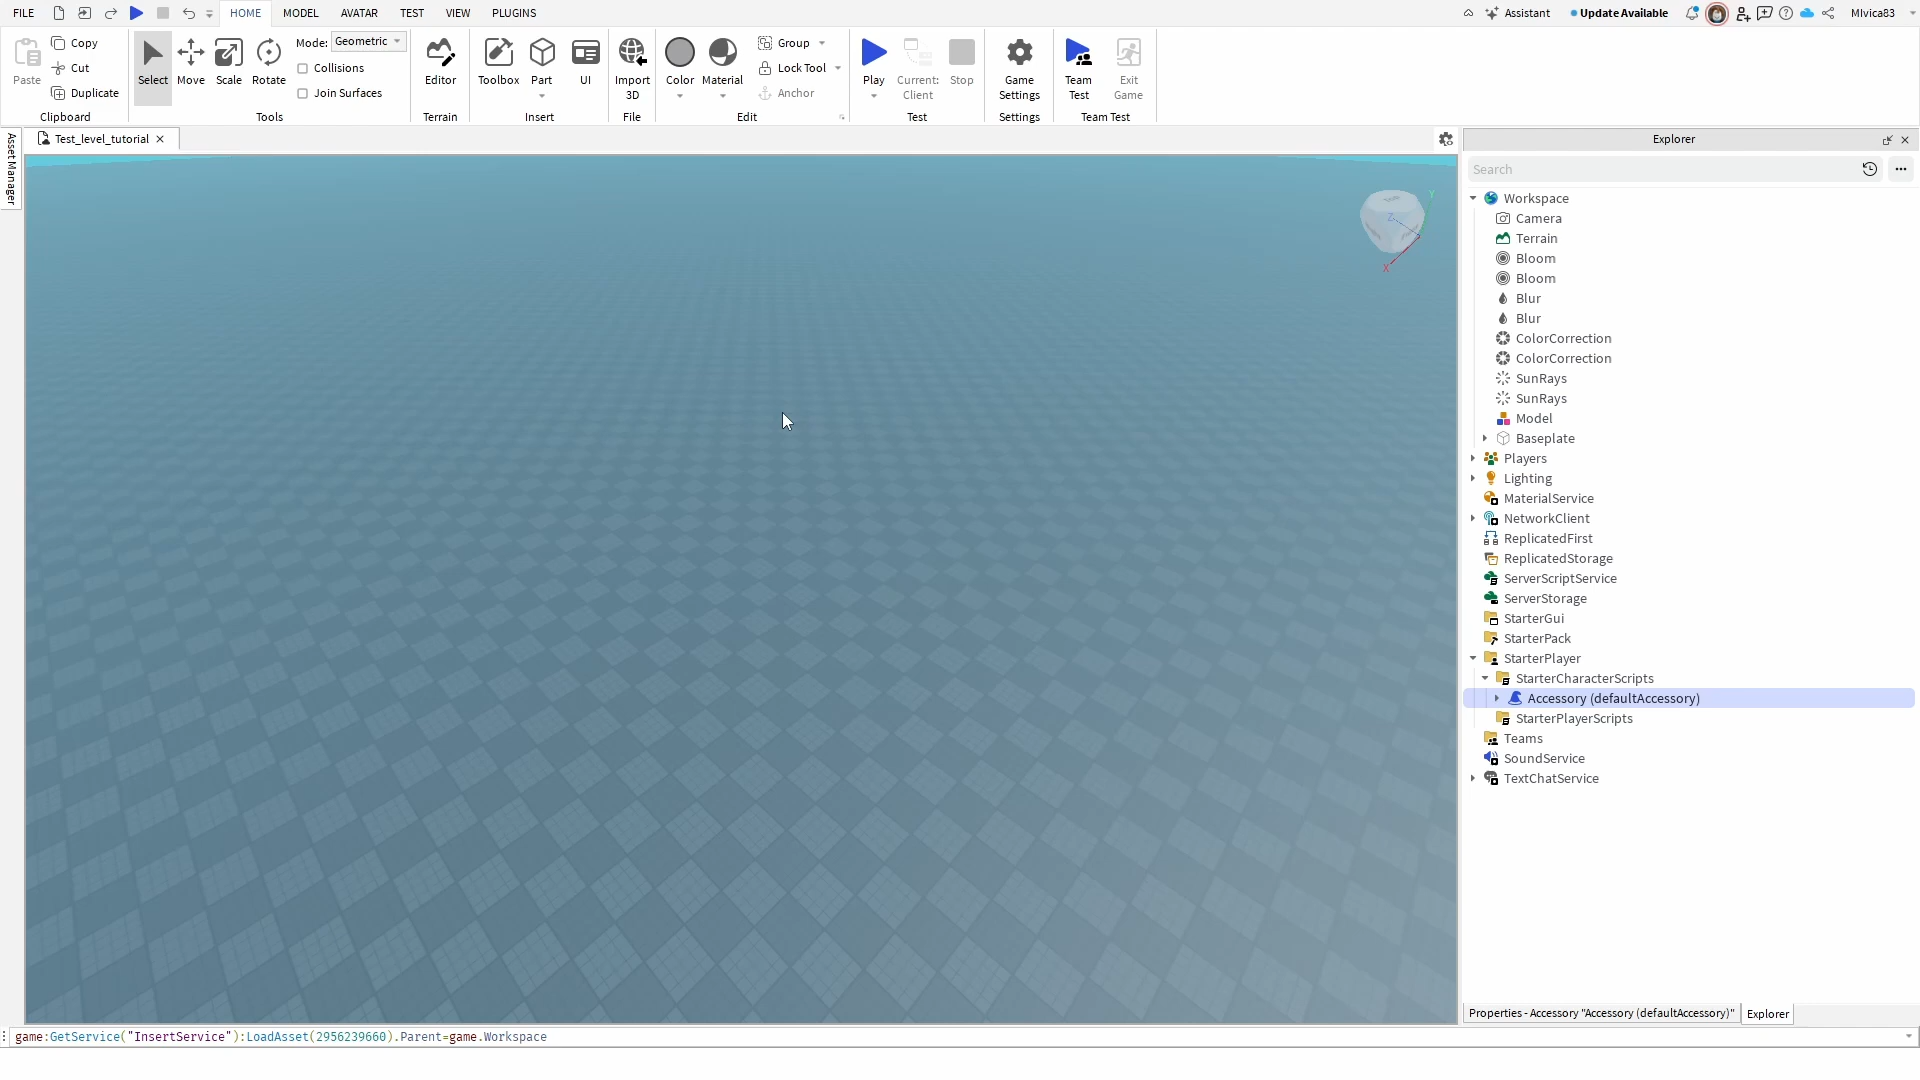 FILE HOME MODEL AVATAR TEST VIEW PLUGINS Assistant Update Available MIvica83
Paste Copy Cut Duplicate Clipboard
Select Move Scale Rotate Mode: Geometric Collisions Join Surfaces Tools
Editor Terrain
Toolbox Part UI Insert
Import 3D File
Color Material Group Lock Tool Anchor Edit
Play Current: Client Stop Test
Game Settings Settings
Team Test Exit Game Team Test
Asset Manager
Test_level_tutorial
Z
Y
X
Explorer
Search
Workspace
Camera
Terrain
Bloom
Bloom
Blur
Blur
ColorCorrection
ColorCorrection
SunRays
SunRays
Model
Baseplate
Players
Lighting
MaterialService
NetworkClient
ReplicatedFirst
ReplicatedStorage
ServerScriptService
ServerStorage
StarterGui
StarterPack
StarterPlayer
StarterCharacterScripts
Accessory (defaultAccessory)
StarterPlayerScripts
Teams
SoundService
TextChatService
Properties - Accessory "Accessory (defaultAccessory)" Explorer
game:GetService("InsertService"):LoadAsset(2956239660).Parent=game.Workspace